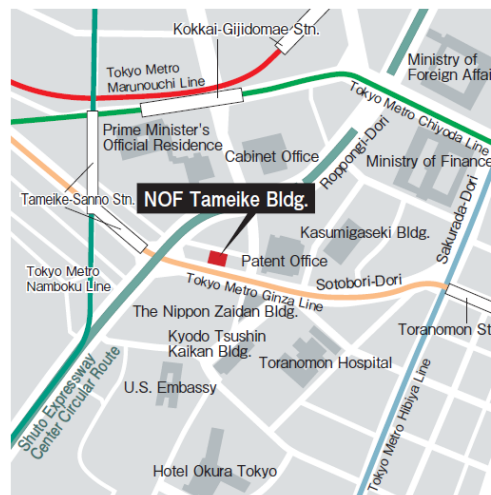 Kokkai-Gijidomae Stn.
Tokyo Metro
Marunouchi Line
Ministry of
Foreign Affai
Tokyo Metro Chiyoda Line
Prime Minister's
Official Residence
Cabinet Office
Roppongi-Dori
Ministry of Finance
Tameike-Sanno Stn.
NOF Tameike Bldg.
Sakurada-Dori
Kasumigaseki Bldg.
Patent Office
Tokyo Metro
Namboku Line
Sotobori-Dori
Tokyo Metro Ginza Line
The Nippon Zaidan Bldg.
Toranomon St
Kyodo Tsushin
Kaikan Bldg.
Toranomon Hospital
Shuto Expressway
Center Circular Route
U.S. Embassy
Tokyo Metro Hibiya Line
Hotel Okura Tokyo